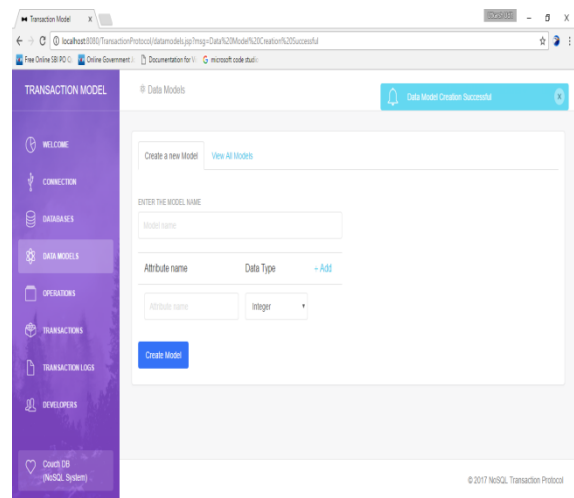 Transaction Model
localhost:8080/TransactionProtocol/datamodels.jsp?msg=Data%20Model%20Creation%20Successful
Free Online SBI PO
Online Government
Documentation for Vi
microsoft code studio
TRANSACTION MODEL
Data Models
Data Model Creation Successful
WELCOME
CONNECTION
DATABASES
DATA MODELS
OPERATIONS
TRANSACTIONS
TRANSACTION LOGS
DEVELOPERS
Couch DB
(NoSQL System)
Create a new Model
View All Models
ENTER THE MODEL NAME
Model name
Attribute name
Data Type
+ Add
Attribute name
Integer
Create Model
© 2017 NoSQL Transaction Protocol